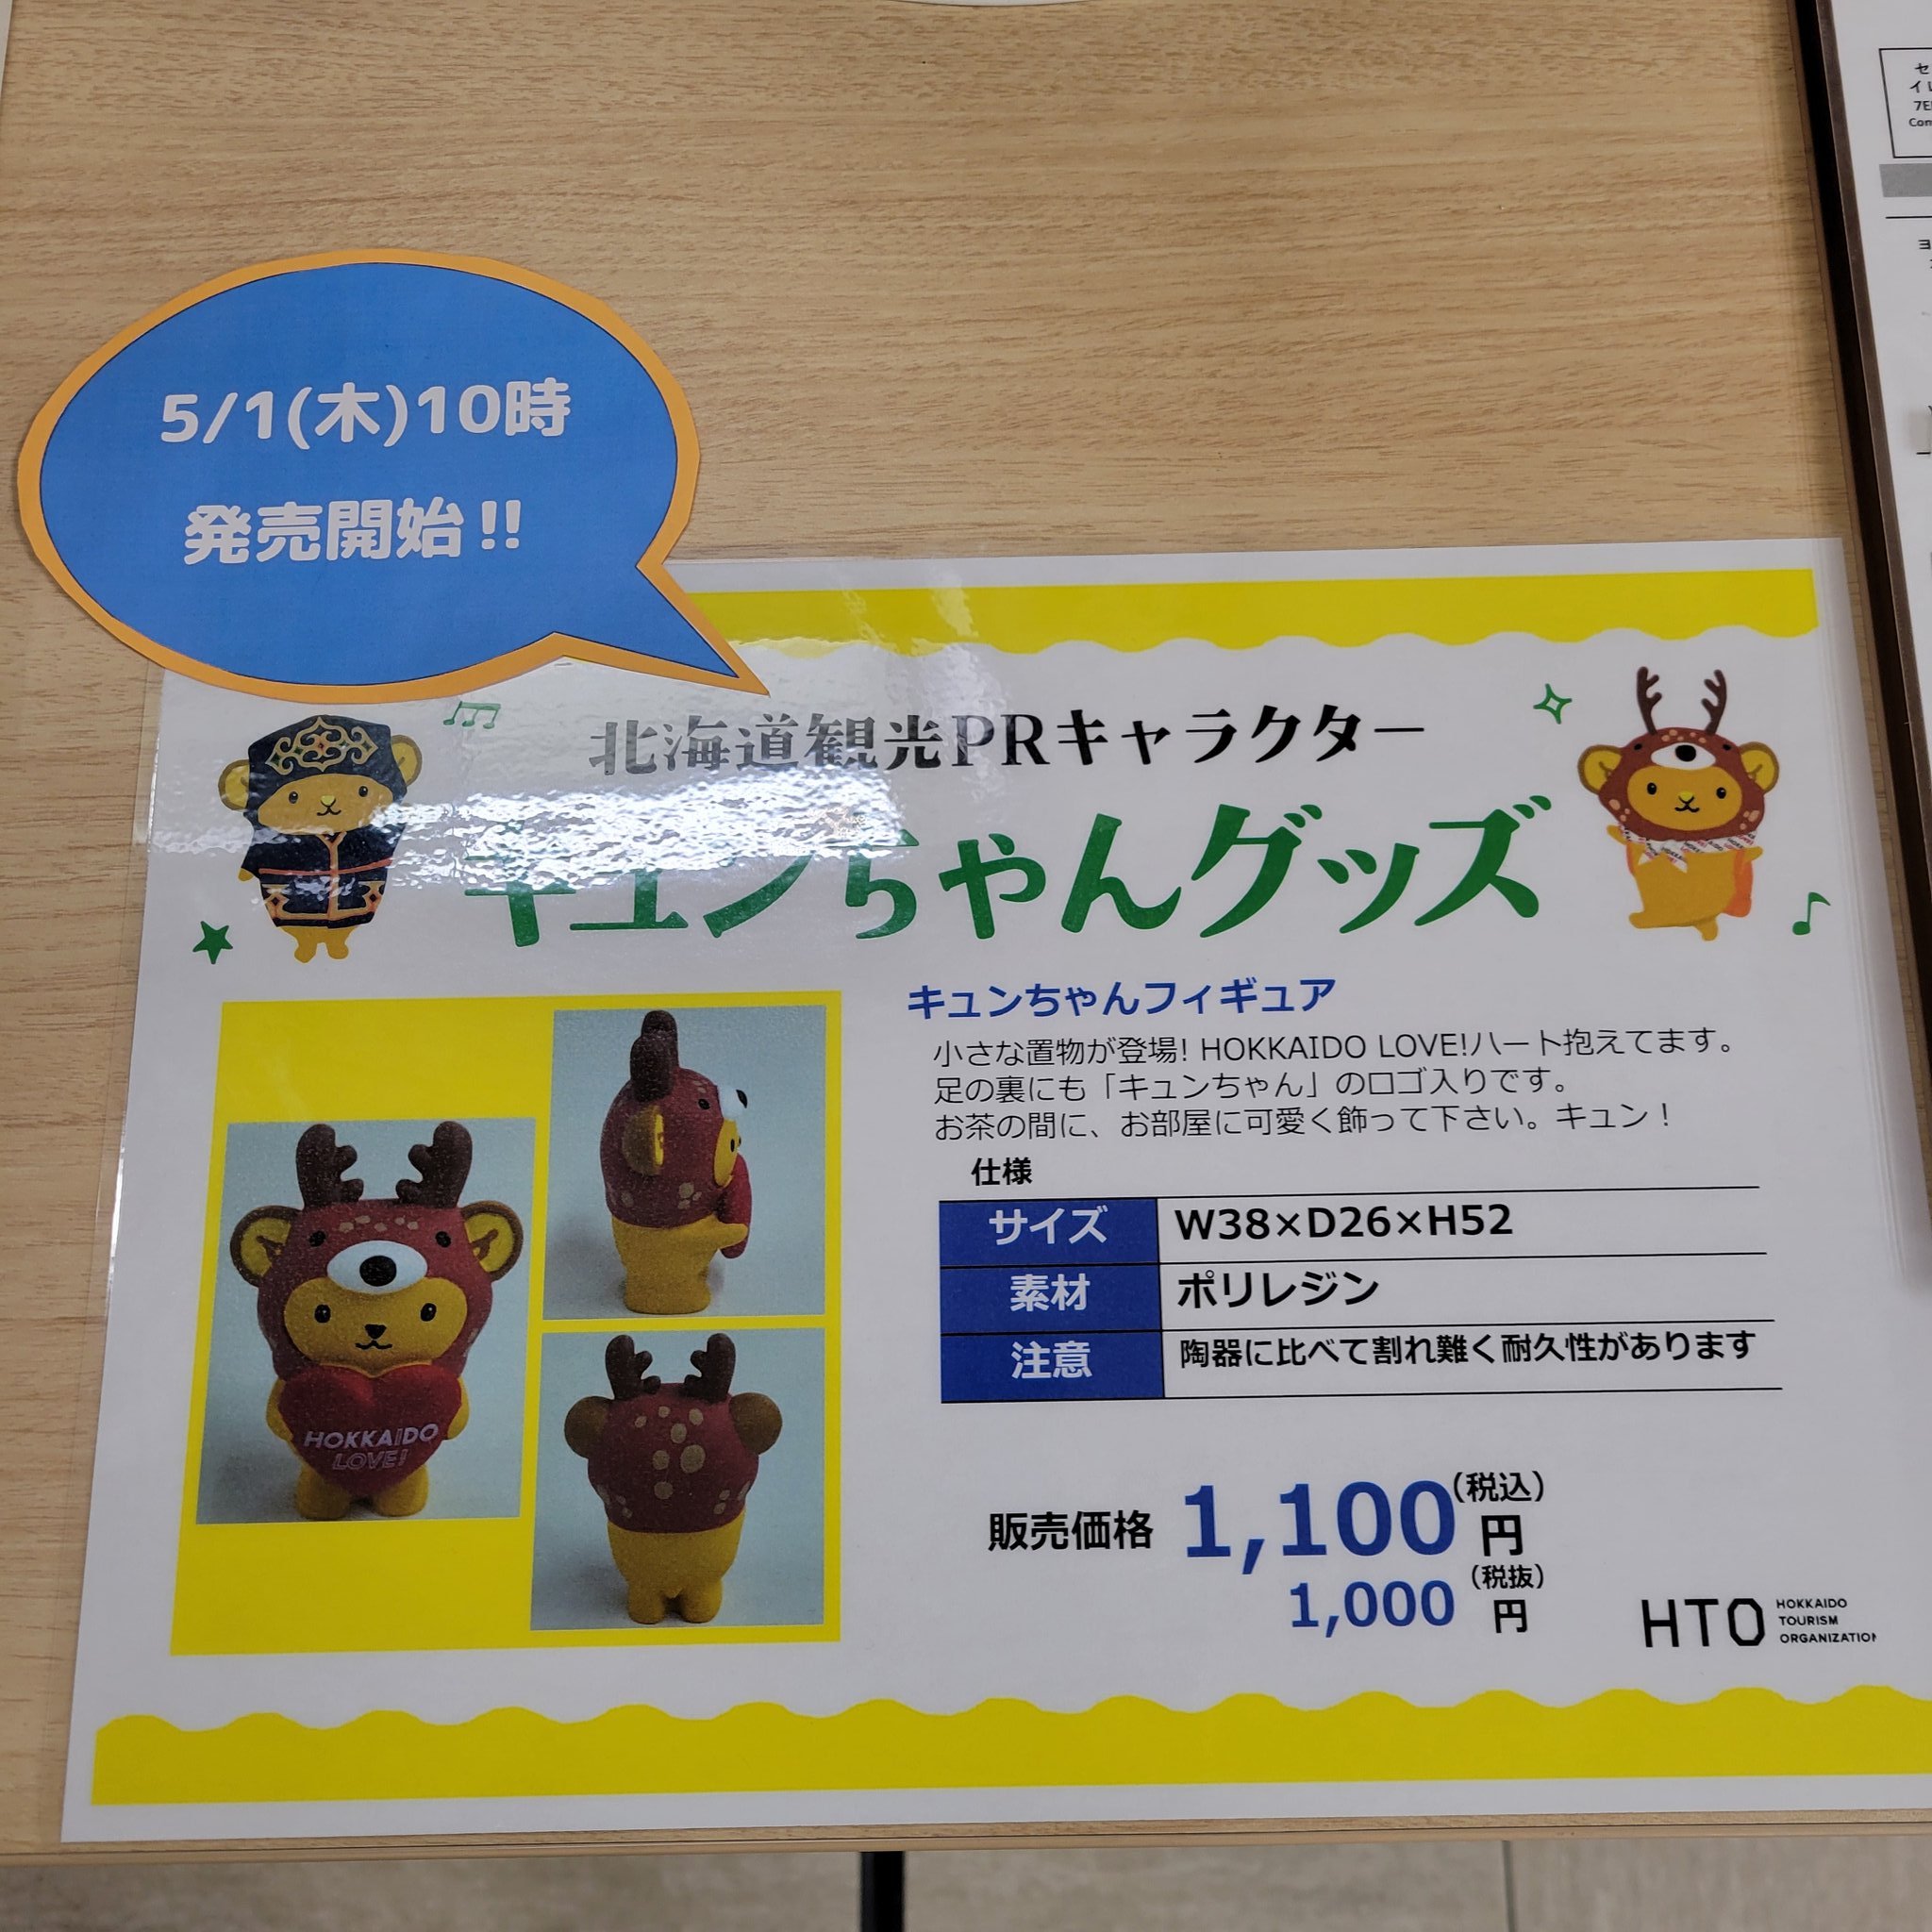 5/1(木)10時
発売開始!!
北海道観光PRキャラクター
キュンちゃんグッズ
キュンちゃんフィギュア
小さな置物が登場! HOKKAIDO LOVE!ハート抱えてます。
足の裏にも「キュンちゃん」のロゴ入りです。
お茶の間に、お部屋に可愛く飾って下さい。キュン!
仕様
サイズ W38×D26×H52
素材 ポリレジン
注意 陶器に比べて割れ難く耐久性があります
HOKKAIDO
LOVE!
販売価格 1,100円(税込)
1,000円(税抜)
HTO
HOKKAIDO
TOURISM
ORGANIZATION